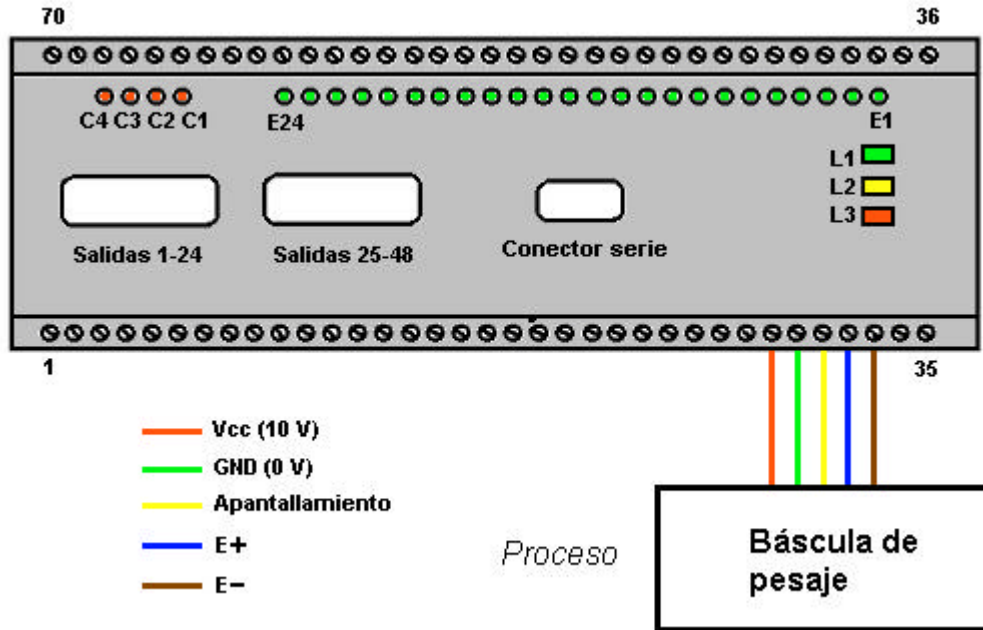 70 36
C4 C3 C2 C1 E24 E1
L1
L2
L3
Salidas 1-24 Salidas 25-48 Conector serie
1 35
Vcc (10 V)
GND (0 V)
Apantallamiento
E+
E-
Proceso
Báscula de
pesaje